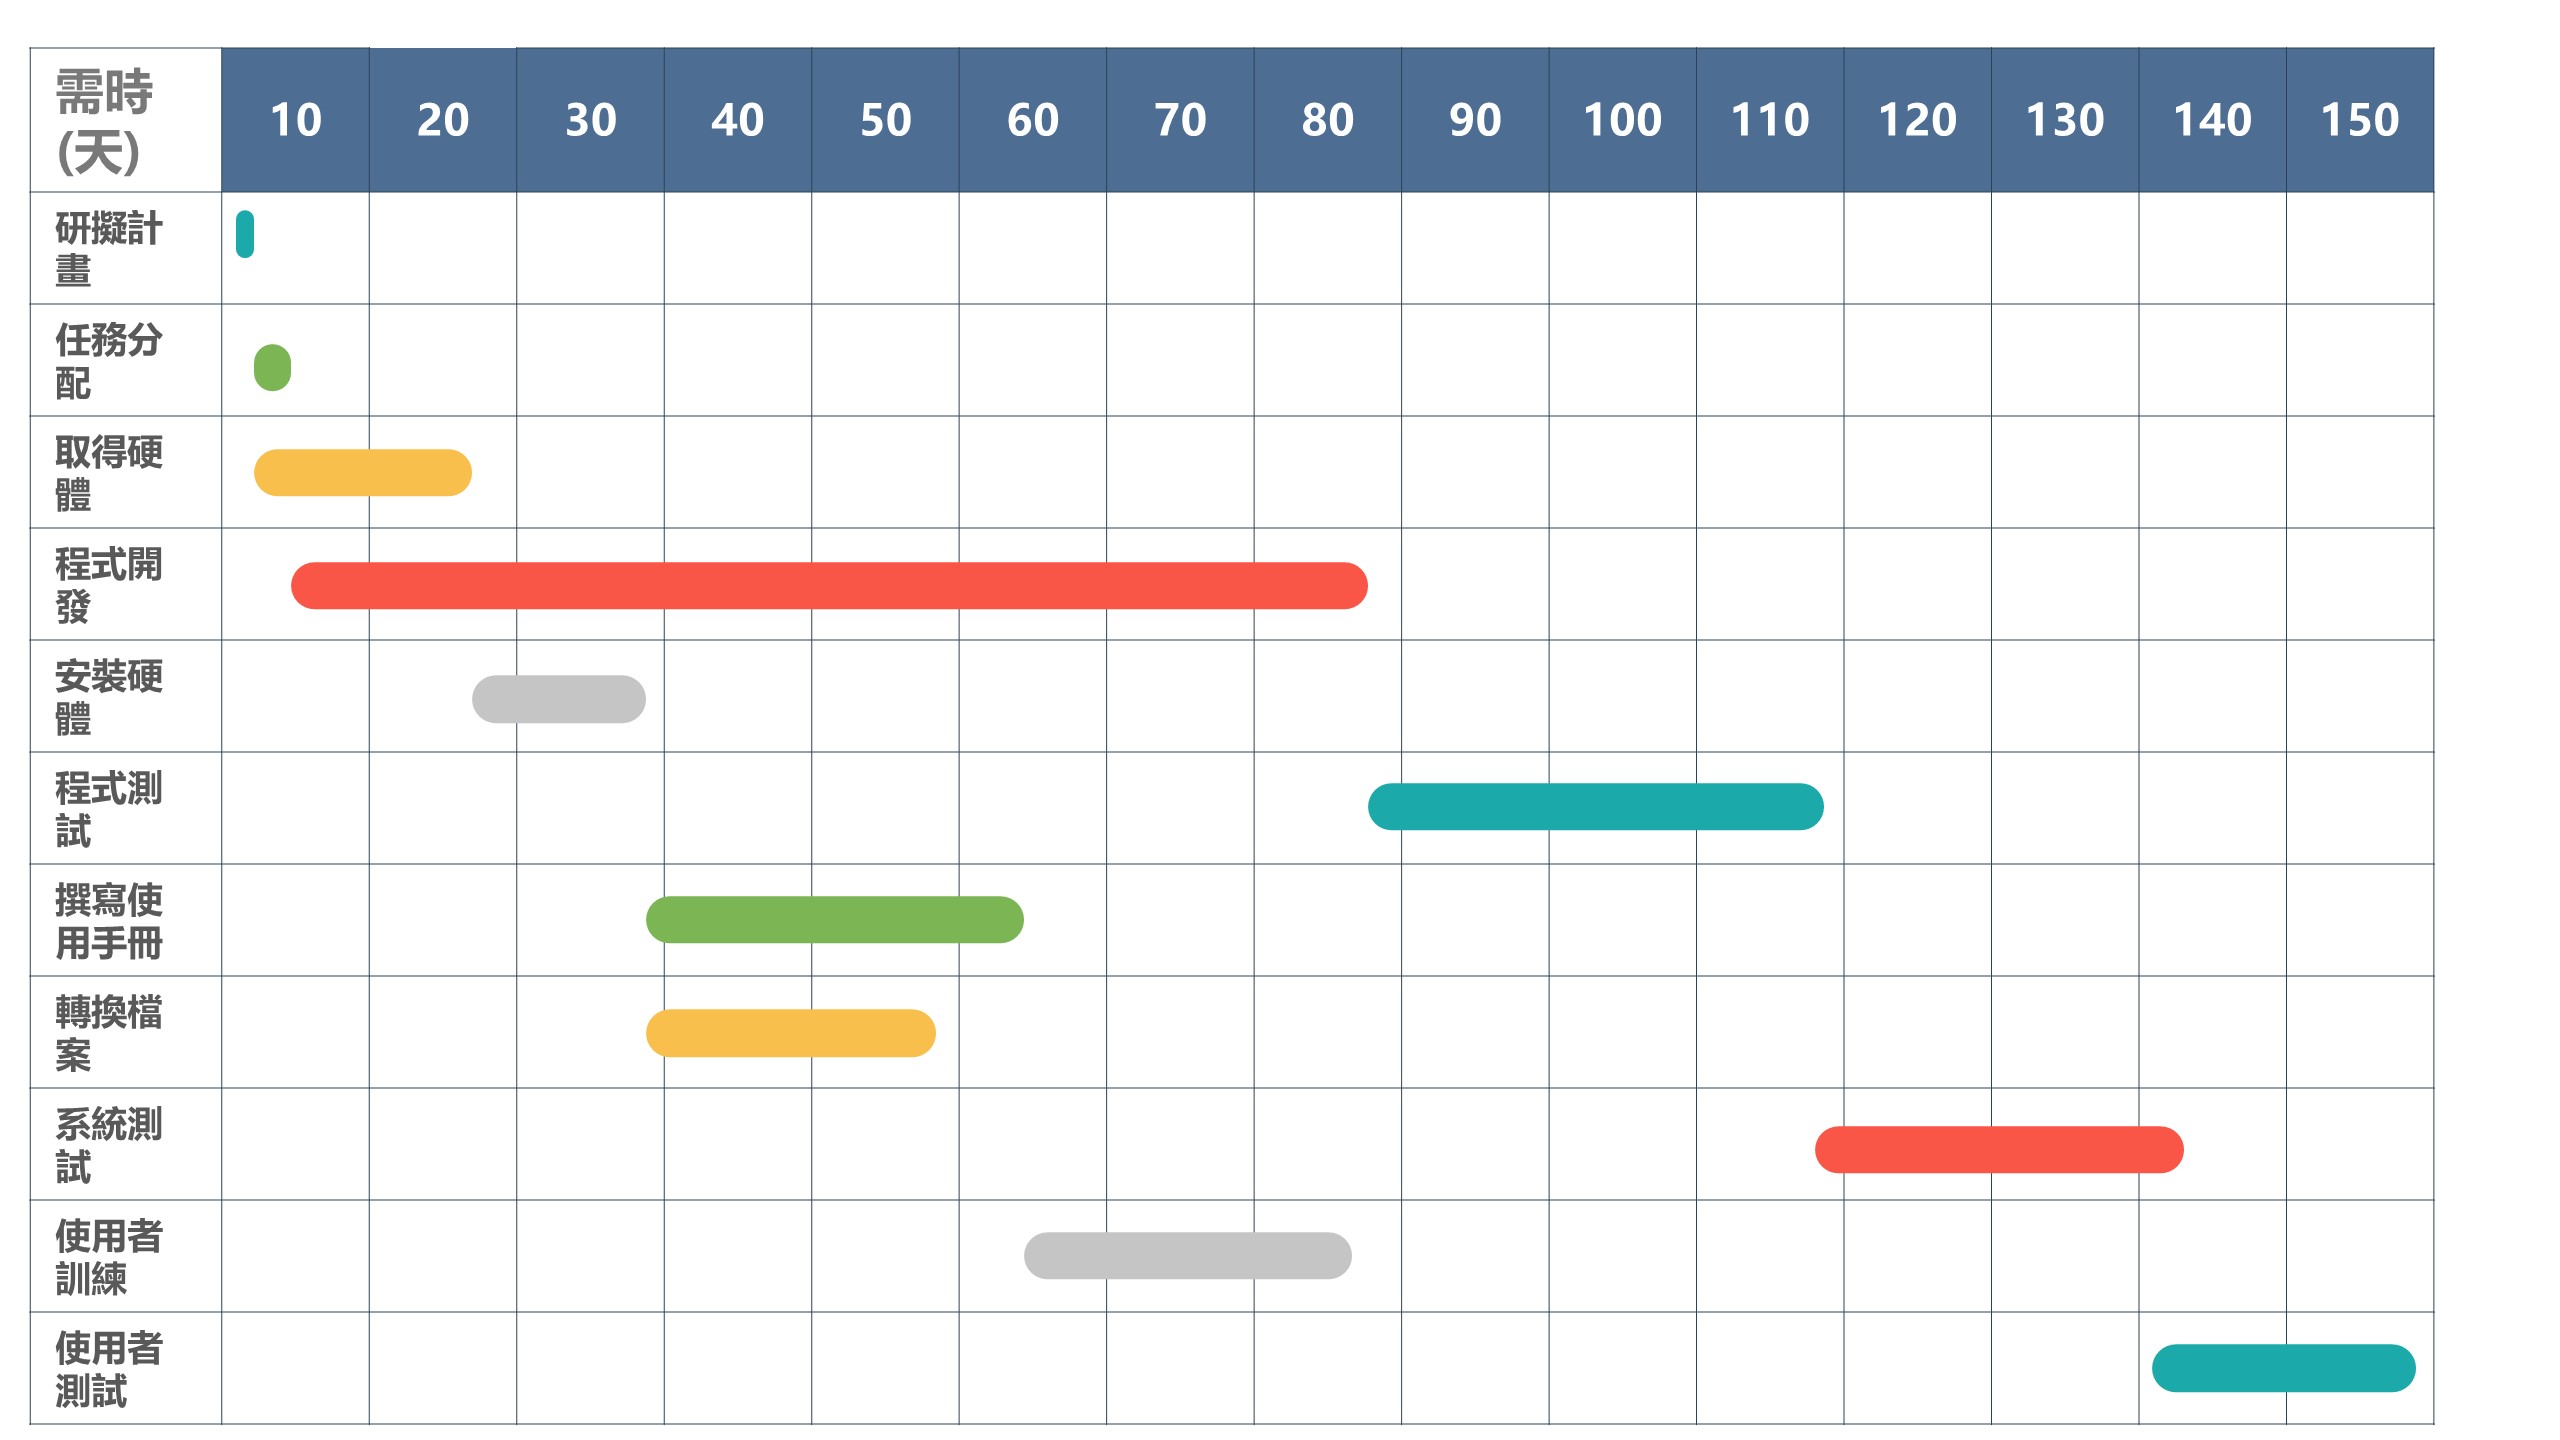 需時
(天)
10 20 30 40 50 60 70 80 90 100 110 120 130 140 150
研擬計
畫
任務分
配
取得硬
體
程式開
發
安裝硬
體
程式測
試
撰寫使
用手冊
轉換檔
案
系統測
試
使用者
訓練
使用者
測試